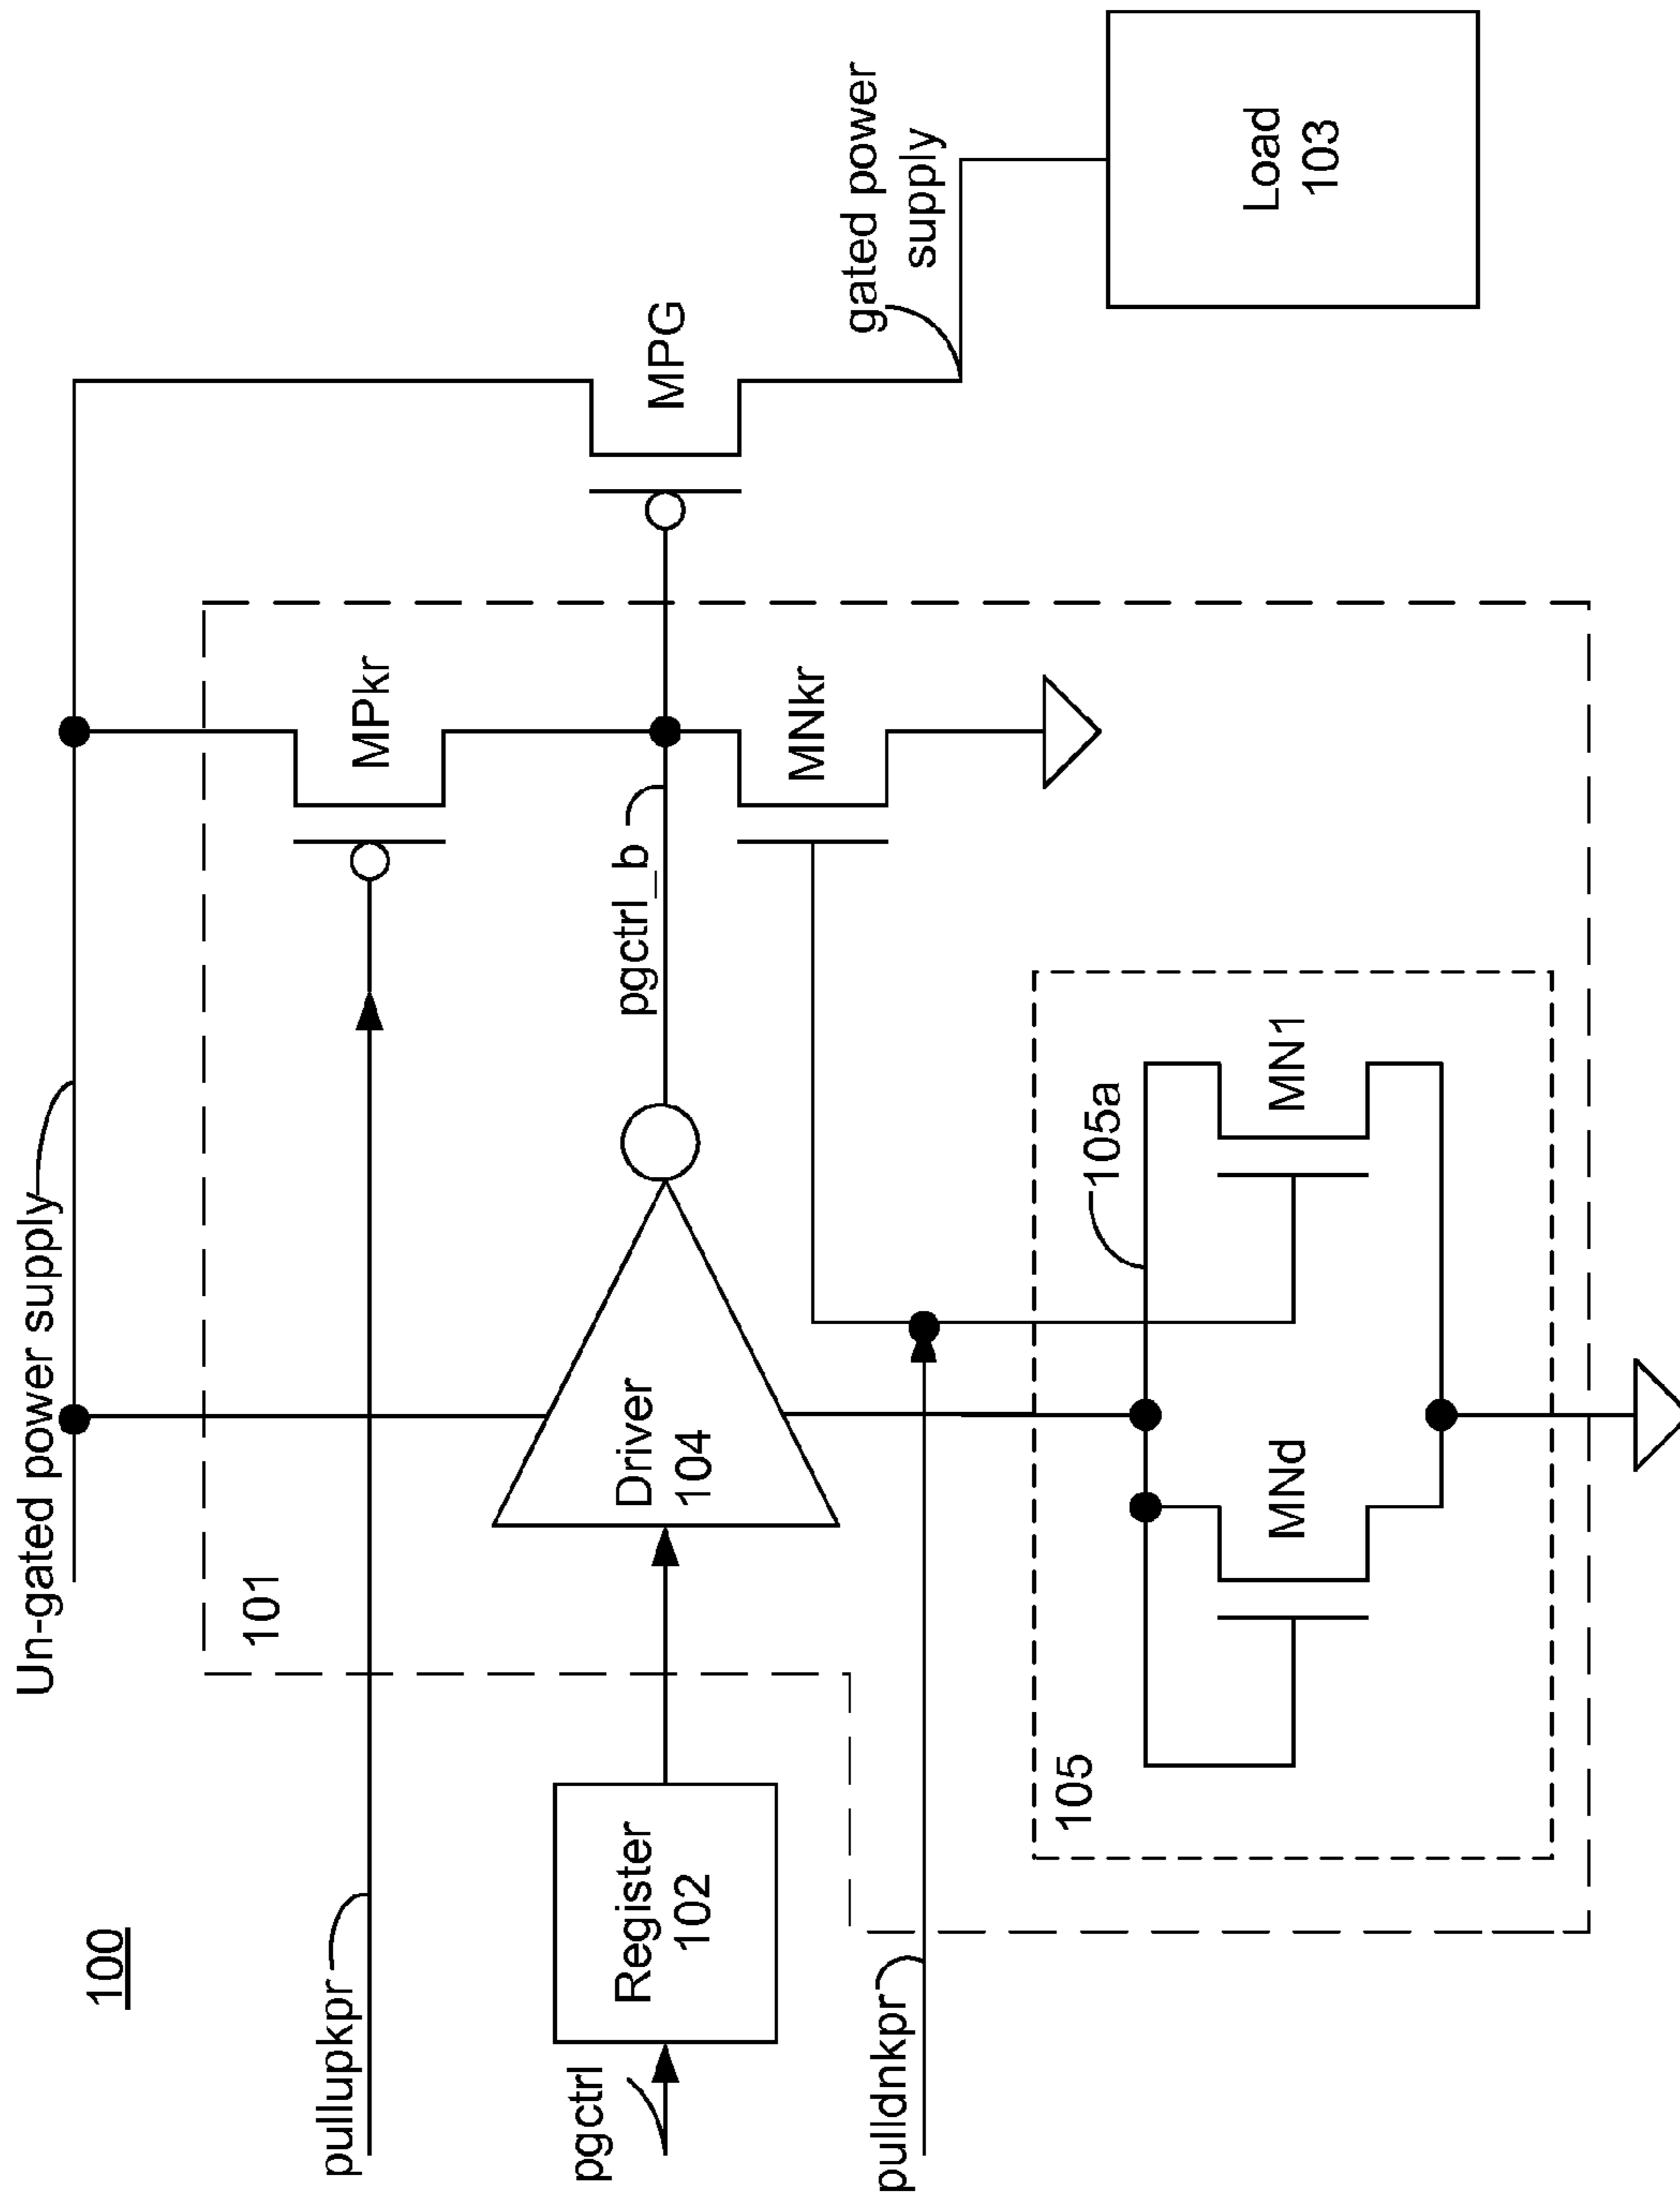 100
Un-gated power supply
pullupkpr
101
MPkr
MPG
gated power
supply
pgctrl
Register
102
Driver
104
pgctrl_b
MNkr
pulldnkpr
105
MNd
105a
MN1
Load
103